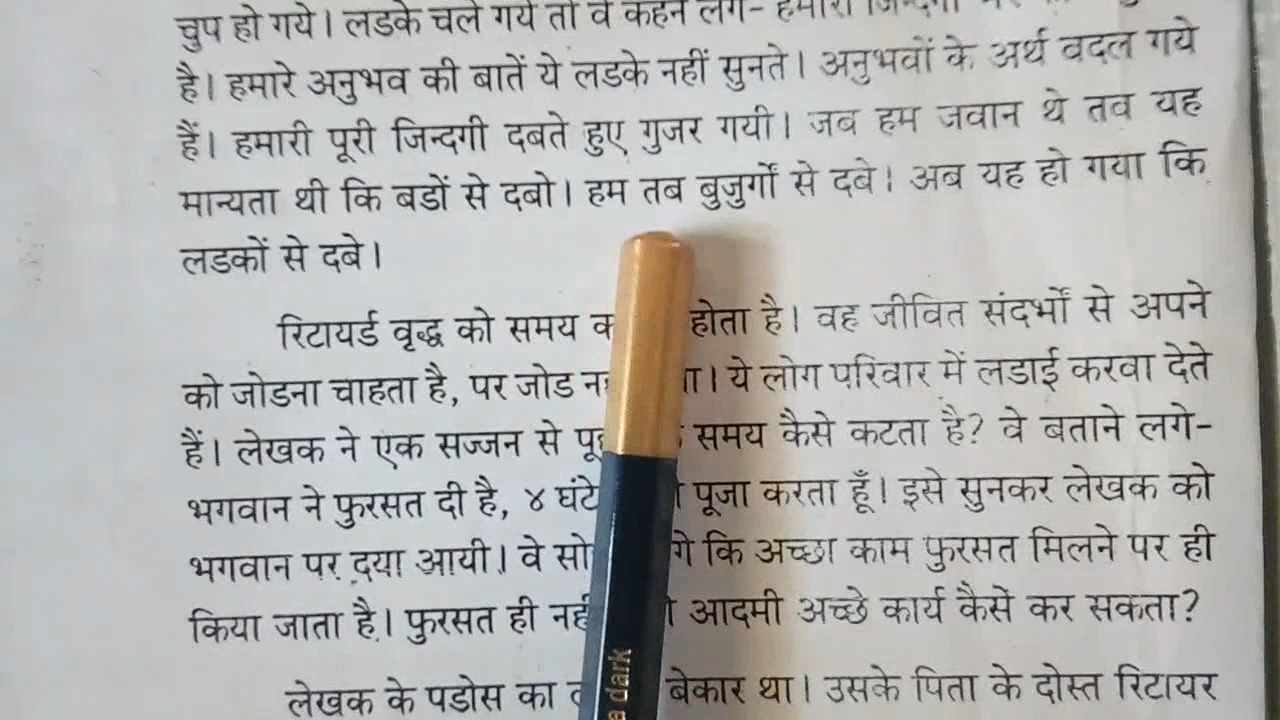 चुप हो गये। लडके चले गये तो वे कहने लगे- हमारी
है। हमारे अनुभव की बातें ये लडके नहीं सुनते। अनुभवों के अर्थ वदल गये
हैं। हमारी पूरी जिन्दगी दबते हुए गुजर गयी। जब हम जवान थे तव यह
मान्यता थी कि बडों से दबो। हम तब बुजुर्गों से दबे। अब यह हो गया कि
लडकों से दबे।
रिटायर्ड वृद्ध को समय होता है। वह जीवित संदर्भों से अपने
को जोडना चाहता है, पर जोड ये लोग परिवार में लडाई करवा देते
हैं। लेखक ने एक सज्जन से समय कैसे कटता है? वे बताने लगे-
भगवान ने फुरसत दी है, ४ घंटे पूजा करता हूँ। इसे सुनकर लेखक को
भगवान पर दया आयी। वे कि अच्छा काम फुरसत मिलने पर ही
किया जाता है। फुरसत ही आदमी अच्छे कार्य कैसे कर सकता?
लेखक के पडोस का बेकार था। उसके पिता के दोस्त रिटायर
dark